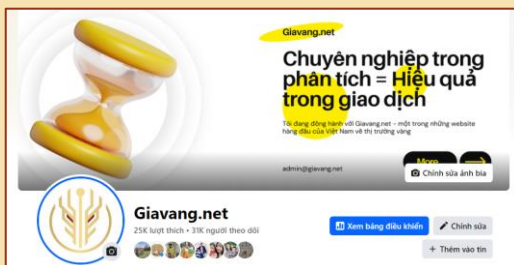 Giavang.net
Chuyên nghiệp trong
phân tích = Hiệu quả
trong giao dịch
Tôi đang đồng hành với Giavang.net - một trong những website
hàng đầu của Việt Nam về thị trường vàng
admin@giavang.net
More
Chỉnh sửa ảnh bìa
Giavang.net
25K lượt thích • 31K người theo dõi
Xem bảng điều khiển
Chỉnh sửa
+ Thêm vào tin